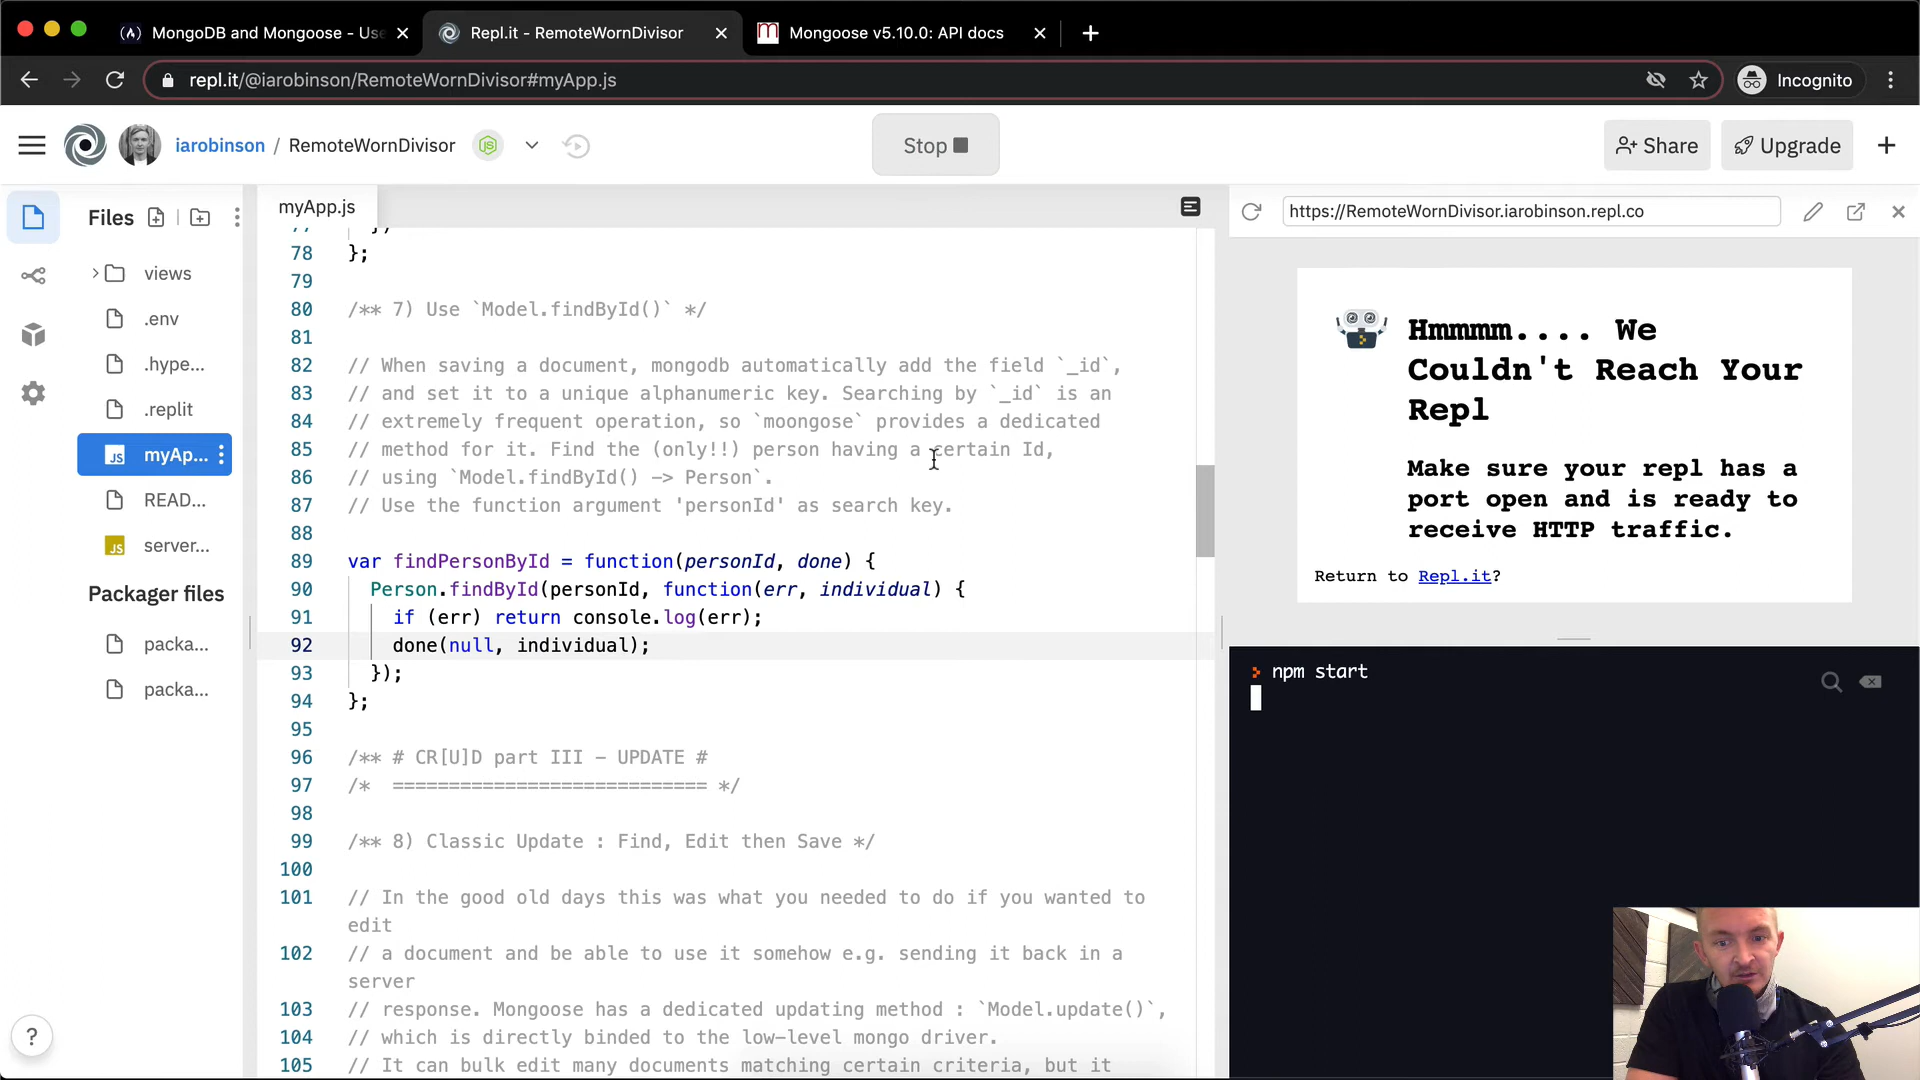 MongoDB and Mongoose - Use
Repl.it - RemoteWornDivisor
Mongoose v5.10.0: API docs
repl.it/@iarobinson/RemoteWornDivisor#myApp.js
Incognito
iarobinson / RemoteWornDivisor
Stop
Share
Upgrade
Files
views
.env
.hype...
.replit
JS myAp...
READ...
JS server...
Packager files
packa...
packa...
?
myApp.js
78 };
79
80 /** 7) Use `Model.findById()` */
81
82 // When saving a document, mongodb automatically add the field `_id`,
83 // and set it to a unique alphanumeric key. Searching by `_id` is an
84 // extremely frequent operation, so `moongose` provides a dedicated
85 // method for it. Find the (only!!) person having a certain Id,
86 // using `Model.findById() -> Person`.
87 // Use the function argument 'personId' as search key.
88
89 var findPersonById = function(personId, done) {
90 Person.findById(personId, function(err, individual) {
91 if (err) return console.log(err);
92 done(null, individual);
93 });
94 };
95
96 /** # CR[U]D part III - UPDATE #
97 /* ============================ */
98
99 /** 8) Classic Update : Find, Edit then Save */
100
101 // In the good old days this was what you needed to do if you wanted to
edit
102 // a document and be able to use it somehow e.g. sending it back in a
server
103 // response. Mongoose has a dedicated updating method : `Model.update()`,
104 // which is directly binded to the low-level mongo driver.
105 // It can bulk edit many documents matching certain criteria, but it
https://RemoteWornDivisor.iarobinson.repl.co
Hmmmm.... We
Couldn't Reach Your
Repl
Make sure your repl has a
port open and is ready to
receive HTTP traffic.
Return to Repl.it?
npm start